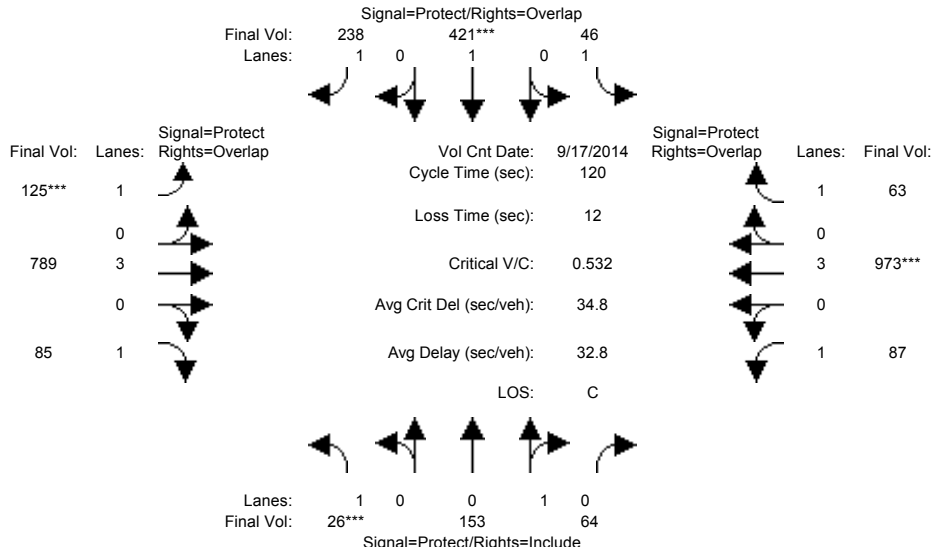 Signal=Protect/Rights=Overlap
Final Vol: 238 421*** 46
Lanes: 1 0 1 0 1
Signal=Protect Signal=Protect
Final Vol: Lanes: Rights=Overlap Vol Cnt Date: 9/17/2014 Rights=Overlap Lanes: Final Vol:
Cycle Time (sec): 120
125*** 1 1 63
Loss Time (sec): 12
0 0
789 3 Critical V/C: 0.532 3 973***
0 Avg Crit Del (sec/veh): 34.8 0
85 1 Avg Delay (sec/veh): 32.8 1 87
LOS: C
Lanes: 1 0 0 1 0
Final Vol: 26*** 153 64
Signal=Protect/Rights=Include